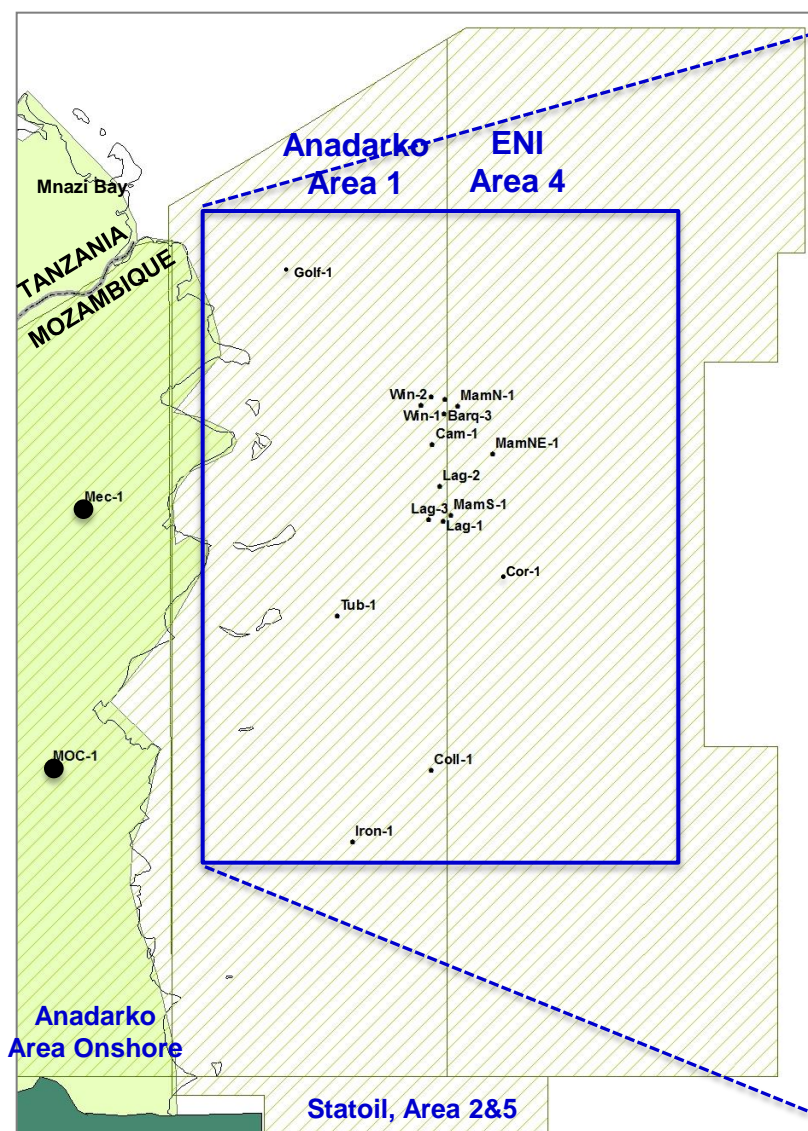 Anadarko
Area 1
ENI
Area 4
Mnazi Bay
TANZANIA
MOZAMBIQUE
Golf-1
Win-2
MamN-1
Win-1
Barq-3
Cam-1
MamNE-1
Lag-2
Mec-1
Lag-3
MamS-1
Lag-1
Cor-1
Tub-1
MOC-1
Coll-1
Iron-1
Anadarko
Area Onshore
Statoil, Area 2&5